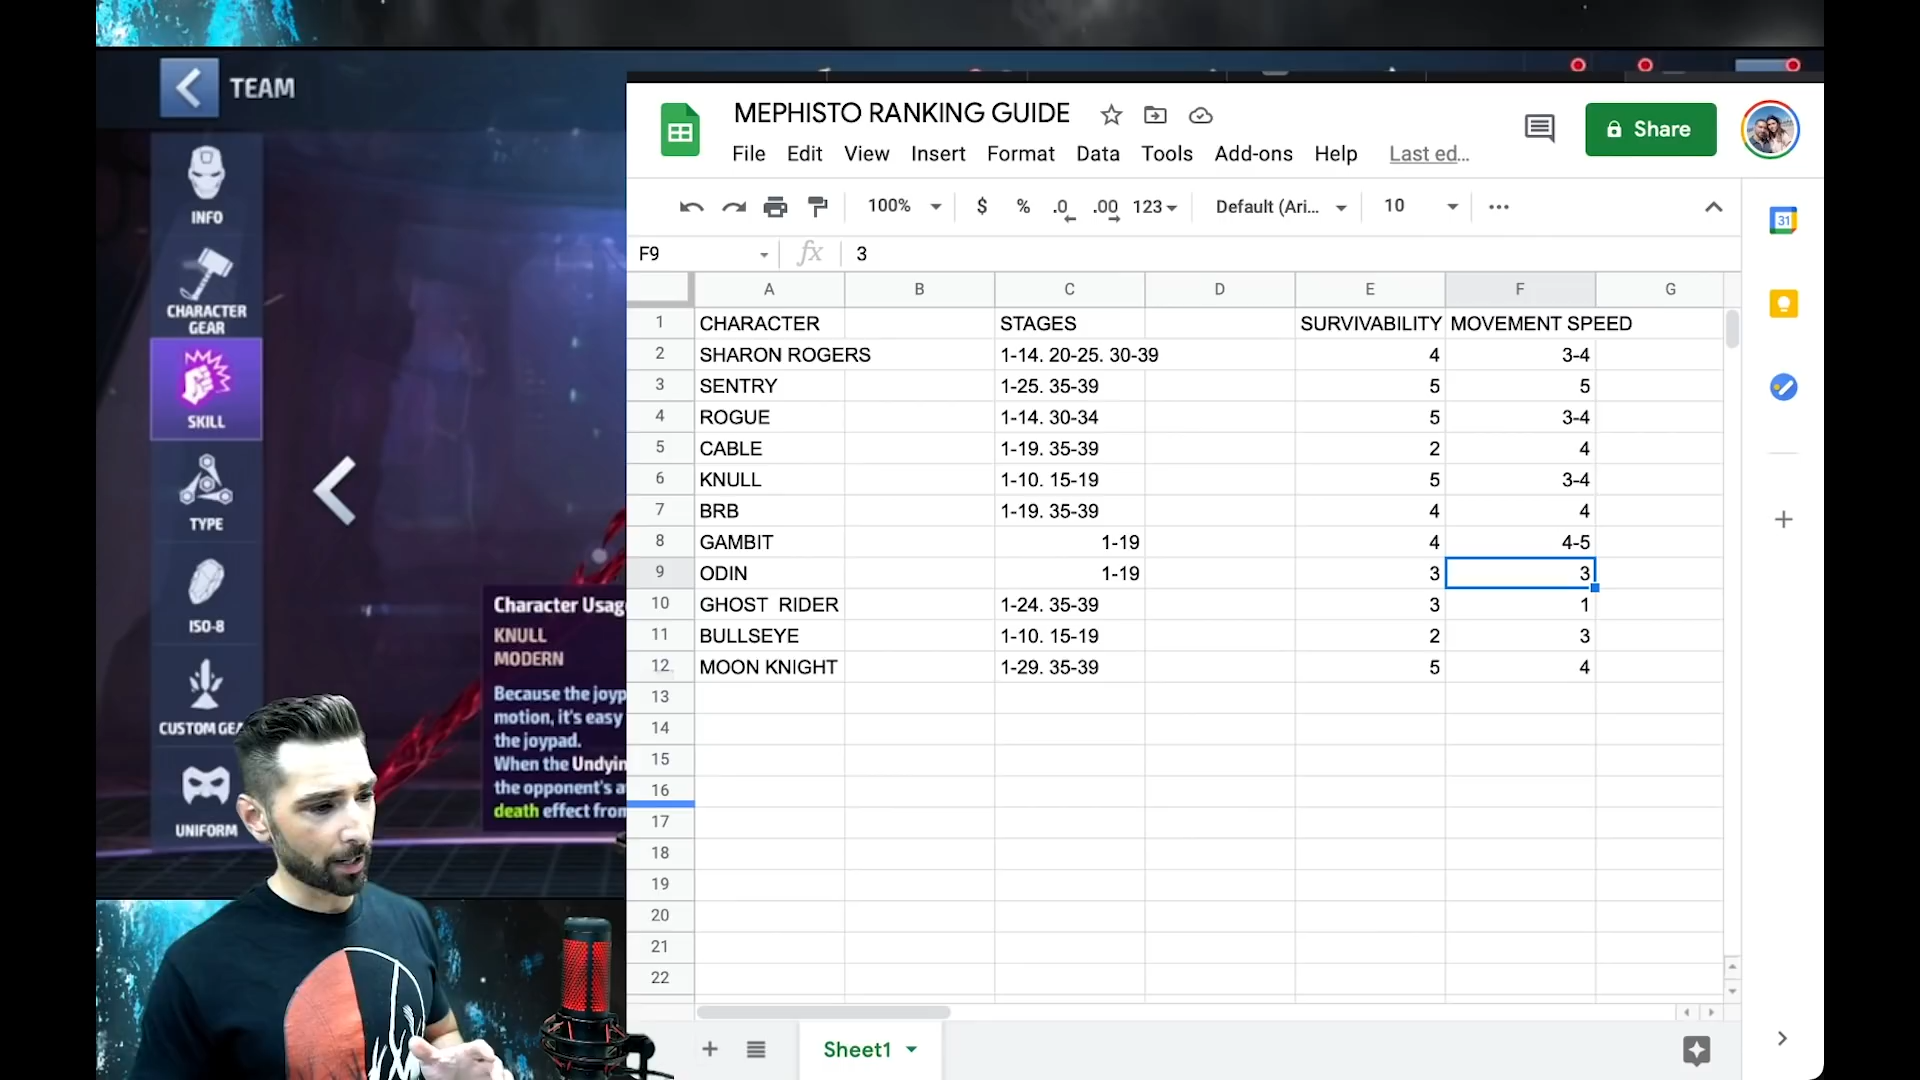 TEAM
INFO
CHARACTER
GEAR
SKILL
TYPE
ISO-8
CUSTOM GEA
UNIFORM
Character Usag
KNULL
MODERN
Because the joyp
motion, it's easy
the joypad.
When the Undyin
the opponent's a
death effect from
MEPHISTO RANKING GUIDE
Share
File Edit View Insert Format Data Tools Add-ons Help Last ed...
100% $ % .0 .00 123 Default (Ari... 10
F9 fx 3
A B C D E F G
1 CHARACTER STAGES SURVIVABILITY MOVEMENT SPEED
2 SHARON ROGERS 1-14. 20-25. 30-39 4 3-4
3 SENTRY 1-25. 35-39 5 5
4 ROGUE 1-14. 30-34 5 3-4
5 CABLE 1-19. 35-39 2 4
6 KNULL 1-10. 15-19 5 3-4
7 BRB 1-19. 35-39 4 4
8 GAMBIT 1-19 4 4-5
9 ODIN 1-19 3 3
10 GHOST RIDER 1-24. 35-39 3 1
11 BULLSEYE 1-10. 15-19 2 3
12 MOON KNIGHT 1-29. 35-39 5 4
13
14
15
16
17
18
19
20
21
22
Sheet1
31